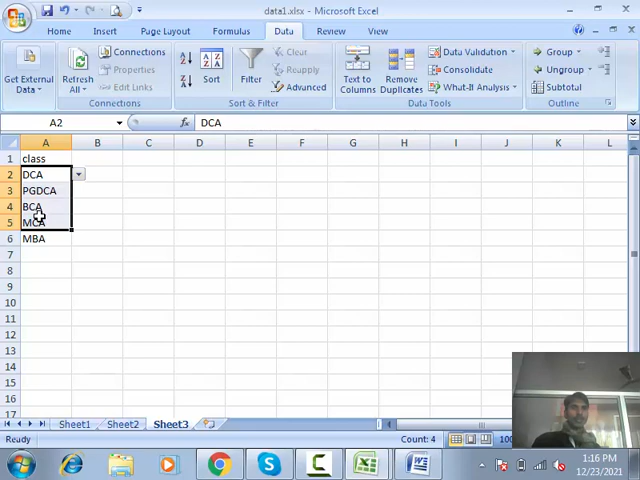 data1.xlsx - Microsoft Excel
Home Insert Page Layout Formulas Data Review View
Get External Data
Refresh All
Connections
Properties
Edit Links
Connections
Sort
Filter
Clear
Reapply
Advanced
Sort & Filter
Text to Columns
Remove Duplicates
Data Validation
Consolidate
What-If Analysis
Data Tools
Group
Ungroup
Subtotal
Outline
A2 fx DCA
A B C D E F G H I J K L
1 class
2 DCA
3 PGDCA
4 BCA
5 MCA
6 MBA
7
8
9
10
11
12
13
14
15
16
17
Sheet1 Sheet2 Sheet3
Ready Count: 4
1:16 PM
12/23/2021